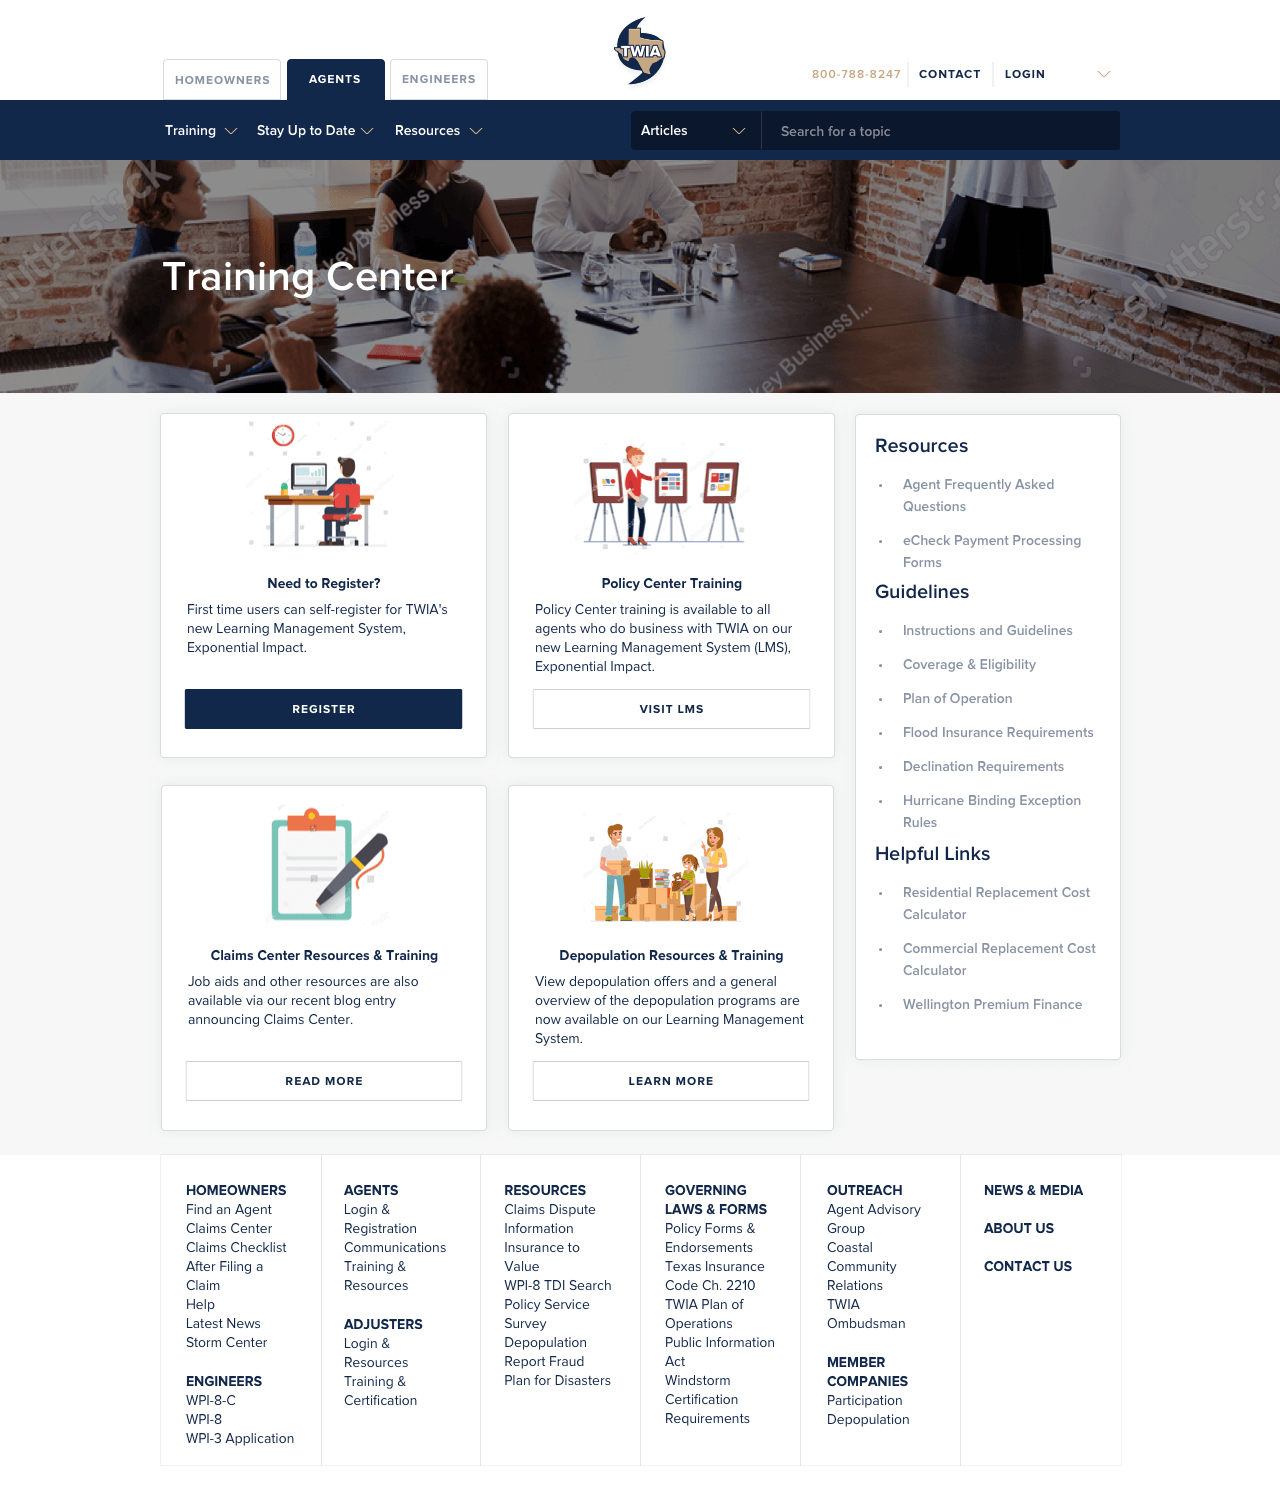 TWIA
HOMEOWNERS
AGENTS
ENGINEERS
800-788-8247
CONTACT
LOGIN
Training
Stay Up to Date
Resources
Articles
Search for a topic
shutterstock
key Business I...
shutterstock
Training Center
key Business I...
Need to Register?
First time users can self-register for TWIA's
new Learning Management System,
Exponential Impact.
REGISTER
Policy Center Training
Policy Center training is available to all
agents who do business with TWIA on our
new Learning Management System (LMS),
Exponential Impact.
VISIT LMS
Claims Center Resources & Training
Job aids and other resources are also
available via our recent blog entry
announcing Claims Center.
READ MORE
Depopulation Resources & Training
View depopulation offers and a general
overview of the depopulation programs are
now available on our Learning Management
System.
LEARN MORE
Resources
• Agent Frequently Asked
Questions
• eCheck Payment Processing
Forms
Guidelines
• Instructions and Guidelines
• Coverage & Eligibility
• Plan of Operation
• Flood Insurance Requirements
• Declination Requirements
• Hurricane Binding Exception
Rules
Helpful Links
• Residential Replacement Cost
Calculator
• Commercial Replacement Cost
Calculator
• Wellington Premium Finance
HOMEOWNERS
Find an Agent
Claims Center
Claims Checklist
After Filing a
Claim
Help
Latest News
Storm Center
ENGINEERS
WPI-8-C
WPI-8
WPI-3 Application
AGENTS
Login &
Registration
Communications
Training &
Resources
ADJUSTERS
Login &
Resources
Training &
Certification
RESOURCES
Claims Dispute
Information
Insurance to
Value
WPI-8 TDI Search
Policy Service
Survey
Depopulation
Report Fraud
Plan for Disasters
GOVERNING
LAWS & FORMS
Policy Forms &
Endorsements
Texas Insurance
Code Ch. 2210
TWIA Plan of
Operations
Public Information
Act
Windstorm
Certification
Requirements
OUTREACH
Agent Advisory
Group
Coastal
Community
Relations
TWIA
Ombudsman
MEMBER
COMPANIES
Participation
Depopulation
NEWS & MEDIA
ABOUT US
CONTACT US